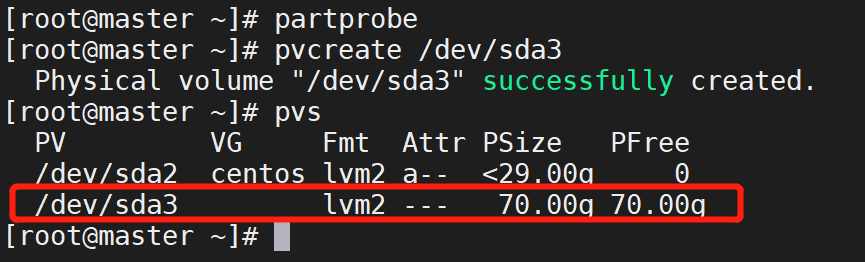 [root@master ~]# partprobe
[root@master ~]# pvcreate /dev/sda3
  Physical volume "/dev/sda3" successfully created.
[root@master ~]# pvs
  PV         VG     Fmt  Attr PSize   PFree
  /dev/sda2  centos lvm2 a--  <29.00g     0
  /dev/sda3         lvm2 ---   70.00g 70.00g
[root@master ~]#